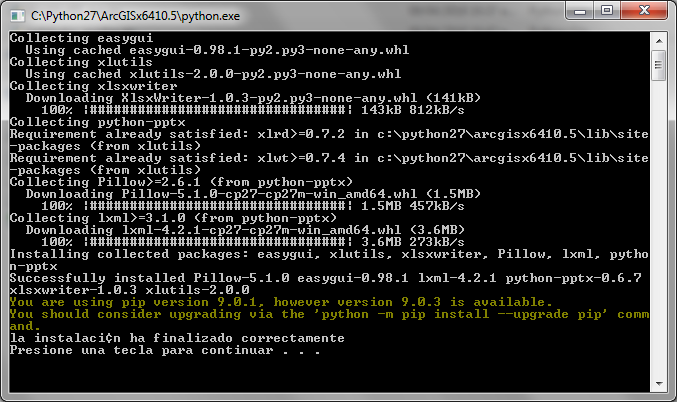 C:\Python27\ArcGISx6410.5\python.exe
Collecting easygui
  Using cached easygui-0.98.1-py2.py3-none-any.whl
Collecting xlutils
  Using cached xlutils-2.0.0-py2.py3-none-any.whl
Collecting xlsxwriter
  Downloading XlsxWriter-1.0.3-py2.py3-none-any.whl (141kB)
    100% |################################| 143kB 812kB/s
Collecting python-pptx
Requirement already satisfied: xlrd>=0.7.2 in c:\python27\arcgisx6410.5\lib\site
-packages (from xlutils)
Requirement already satisfied: xlwt>=0.7.4 in c:\python27\arcgisx6410.5\lib\site
-packages (from xlutils)
Collecting Pillow>=2.6.1 (from python-pptx)
  Downloading Pillow-5.1.0-cp27-cp27m-win_amd64.whl (1.5MB)
    100% |################################| 1.5MB 457kB/s
Collecting lxml>=3.1.0 (from python-pptx)
  Downloading lxml-4.2.1-cp27-cp27m-win_amd64.whl (3.6MB)
    100% |################################| 3.6MB 273kB/s
Installing collected packages: easygui, xlutils, xlsxwriter, Pillow, lxml, pytho
n-pptx
Successfully installed Pillow-5.1.0 easygui-0.98.1 lxml-4.2.1 python-pptx-0.6.7
xlsxwriter-1.0.3 xlutils-2.0.0
You are using pip version 9.0.1, however version 9.0.3 is available.
You should consider upgrading via the 'python -m pip install --upgrade pip' comm
and.
la instalaci¢n ha finalizado correctamente
Presione una tecla para continuar . . .